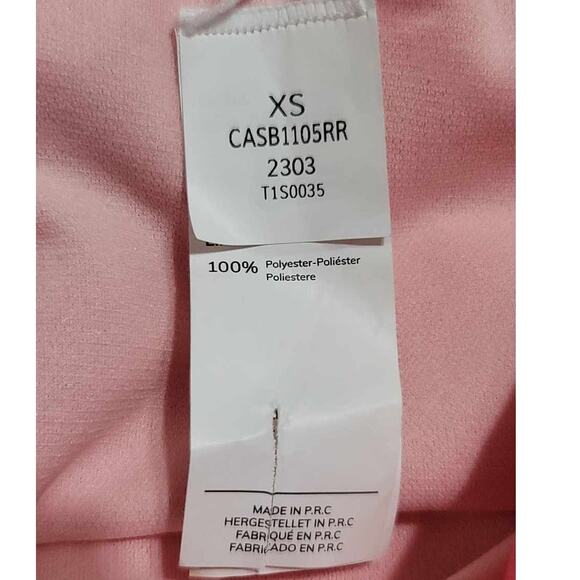 XS
CASB1105RR
2303
T1S0035
100% Polyester-Poliéster
Poliestere
MADE IN P.R.C
HERGESTELLET IN P.R.C
FABRIQUÉ EN P.R.C
FABRICADO EN P.R.C